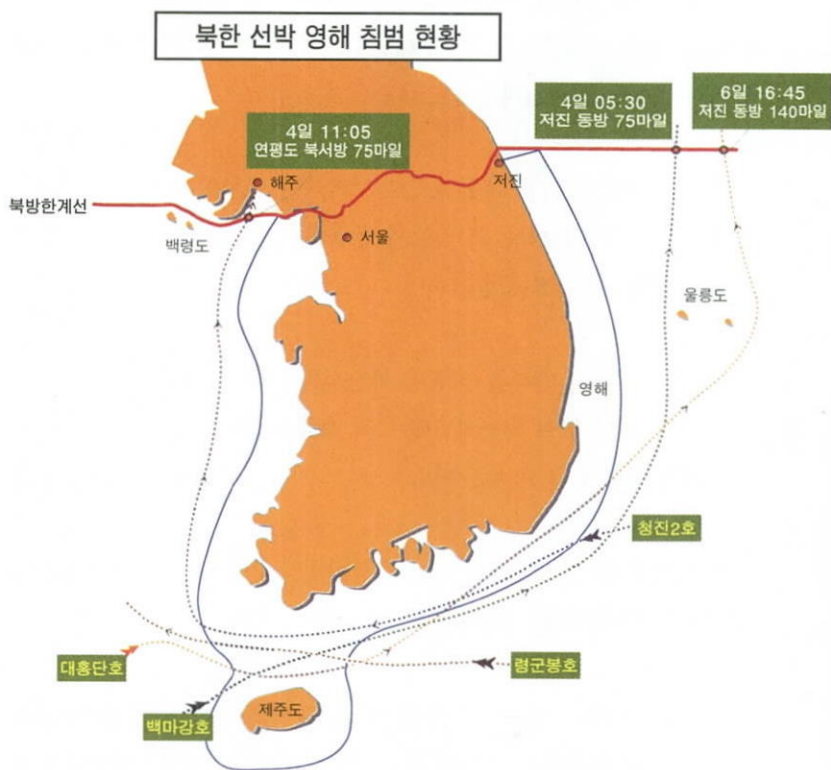 북한 선박 영해 침범 현황
6일 16:45
저진 동방 140마일
4일 05:30
저진 동방 75마일
4일 11:05
연평도 북서방 75마일
해주
저진
북방한계선
백령도
서울
울릉도
영해
청진2호
대홍단호
령군봉호
백마강호
제주도